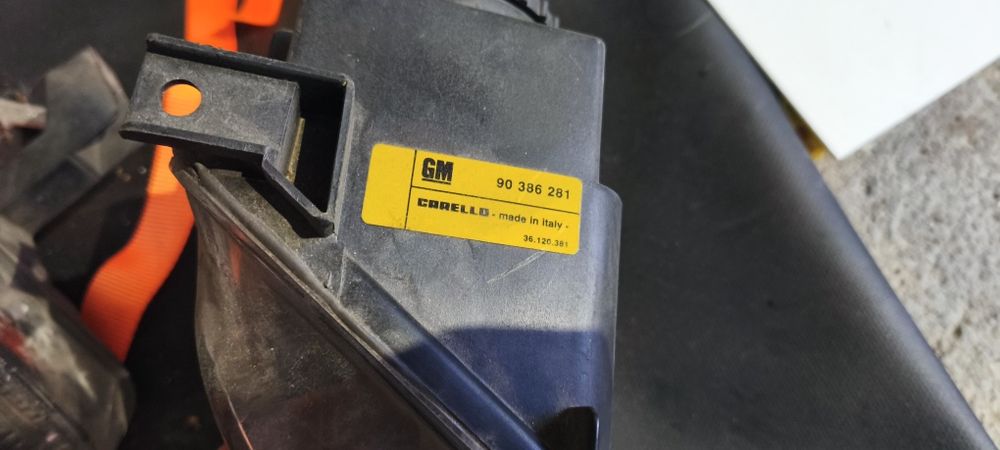 GM 90 386 281
CARELLO - made in italy -
36.120.381